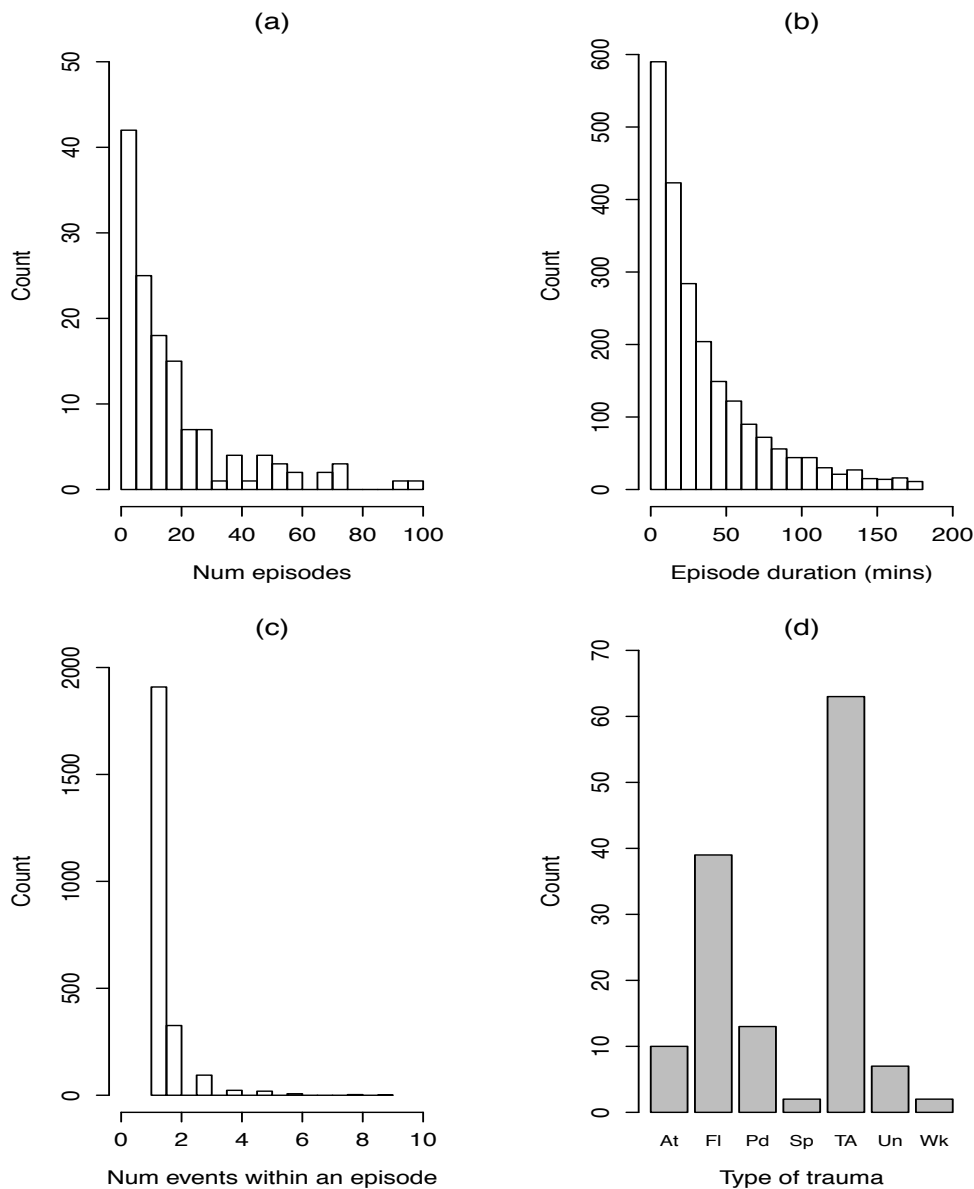 (a)
50
40
30
20
10
0
Count
0 20 40 60 80 100
Num episodes
(b)
600
500
400
300
200
100
0
Count
0 50 100 150 200
Episode duration (mins)
(c)
2000
1500
1000
500
0
Count
0 2 4 6 8 10
Num events within an episode
(d)
70
60
50
40
30
20
10
0
Count
At Fl Pd Sp TA Un Wk
Type of trauma